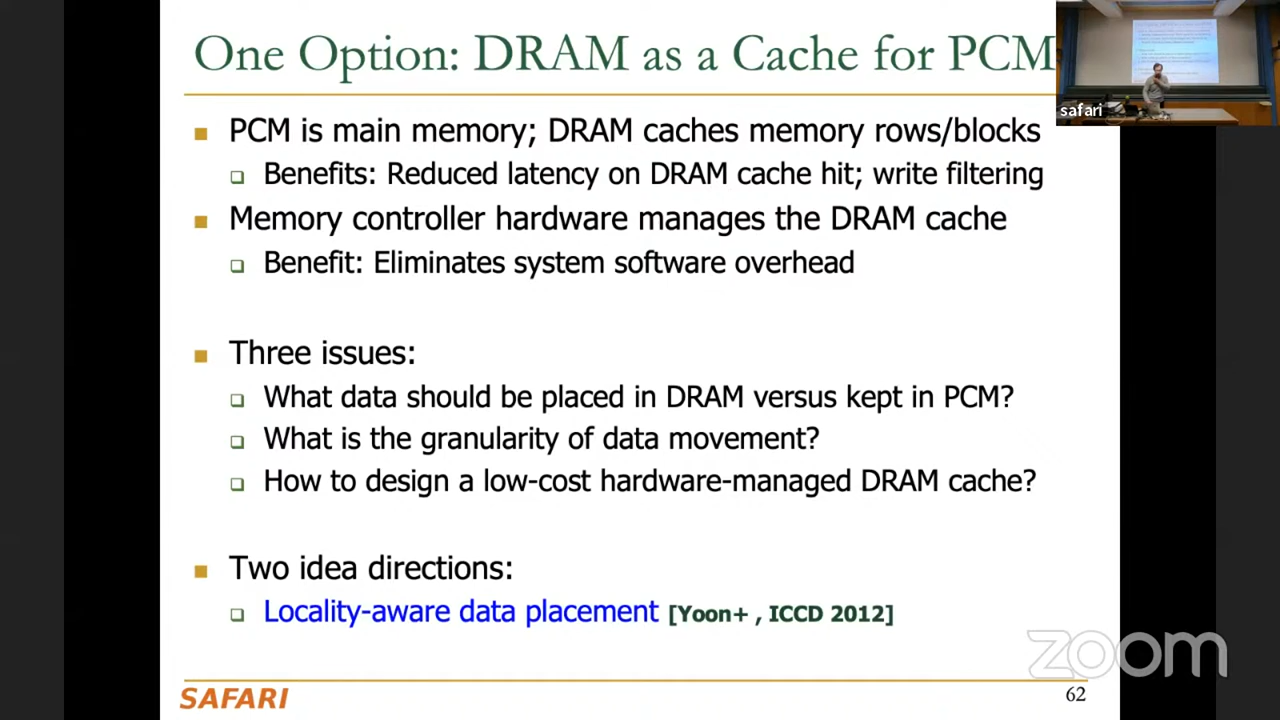 One Option: DRAM as a Cache for PCM
safari
PCM is main memory; DRAM caches memory rows/blocks
Benefits: Reduced latency on DRAM cache hit; write filtering
Memory controller hardware manages the DRAM cache
Benefit: Eliminates system software overhead
Three issues:
What data should be placed in DRAM versus kept in PCM?
What is the granularity of data movement?
How to design a low-cost hardware-managed DRAM cache?
Two idea directions:
Locality-aware data placement [Yoon+ , ICCD 2012]
zoom
SAFARI
62